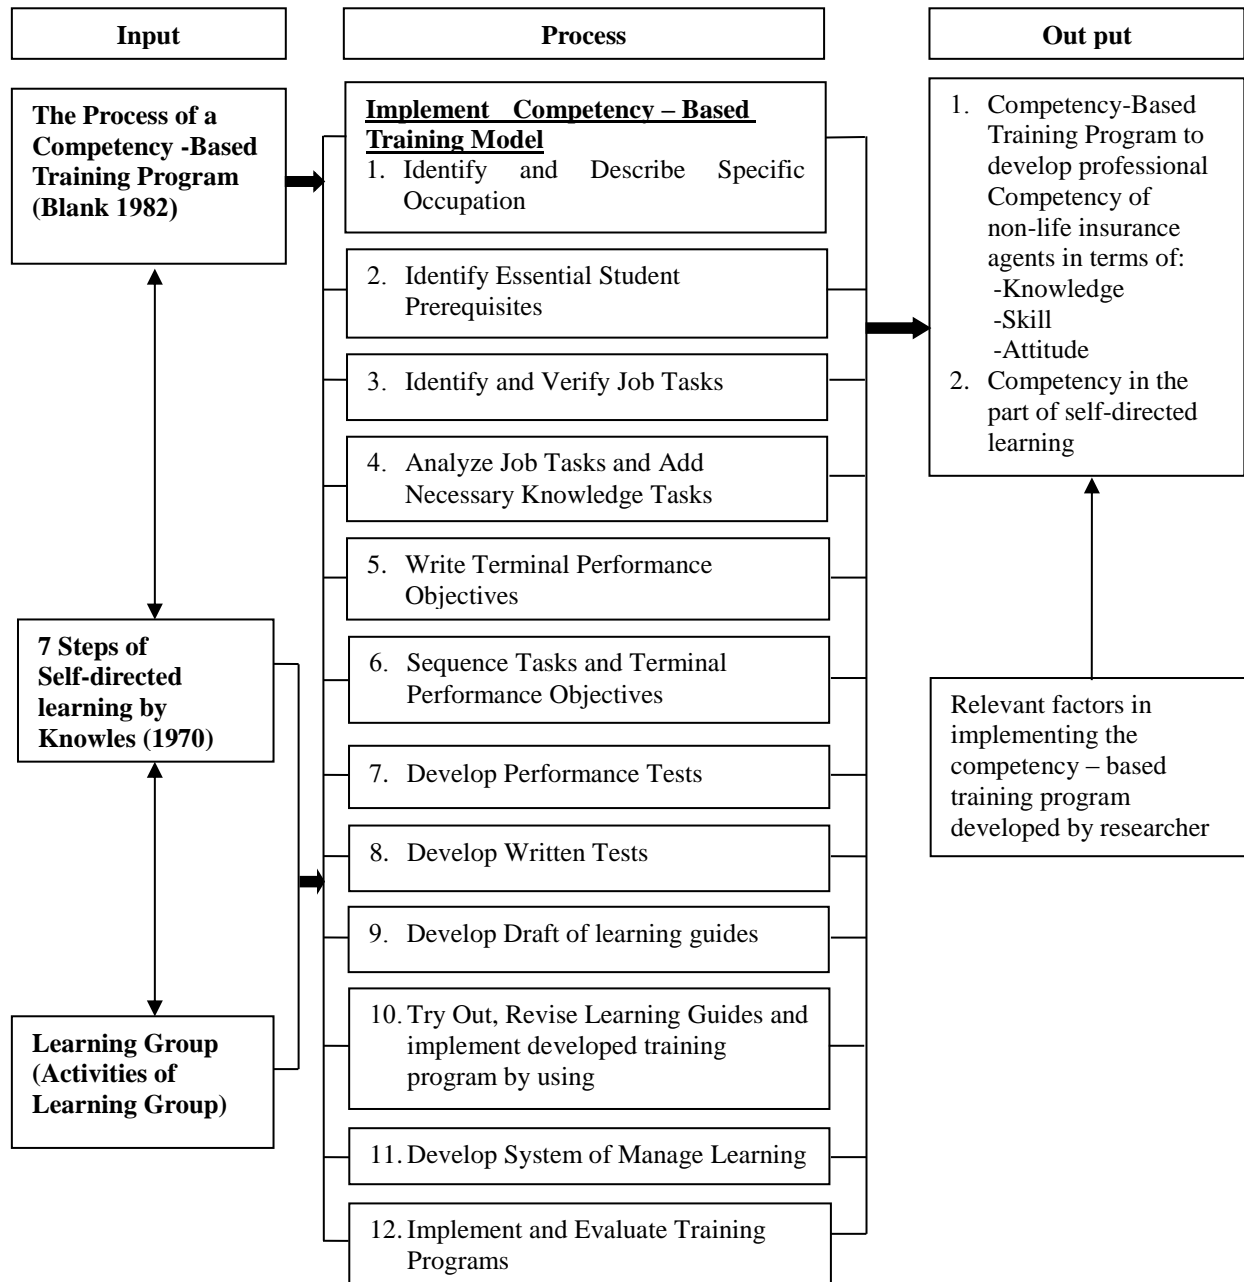 Input
Process
Out put
The Process of a
Competency -Based
Training Program
(Blank 1982)
7 Steps of
Self-directed
learning by
Knowles (1970)
Learning Group
(Activities of
Learning Group)
Implement Competency – Based
Training Model
1. Identify and Describe Specific
Occupation
2. Identify Essential Student
Prerequisites
3. Identify and Verify Job Tasks
4. Analyze Job Tasks and Add
Necessary Knowledge Tasks
5. Write Terminal Performance
Objectives
6. Sequence Tasks and Terminal
Performance Objectives
7. Develop Performance Tests
8. Develop Written Tests
9. Develop Draft of learning guides
10. Try Out, Revise Learning Guides and
implement developed training
program by using
11. Develop System of Manage Learning
12. Implement and Evaluate Training
Programs
1. Competency-Based
Training Program to
develop professional
Competency of
non-life insurance
agents in terms of:
-Knowledge
-Skill
-Attitude
2. Competency in the
part of self-directed
learning
Relevant factors in
implementing the
competency – based
training program
developed by researcher